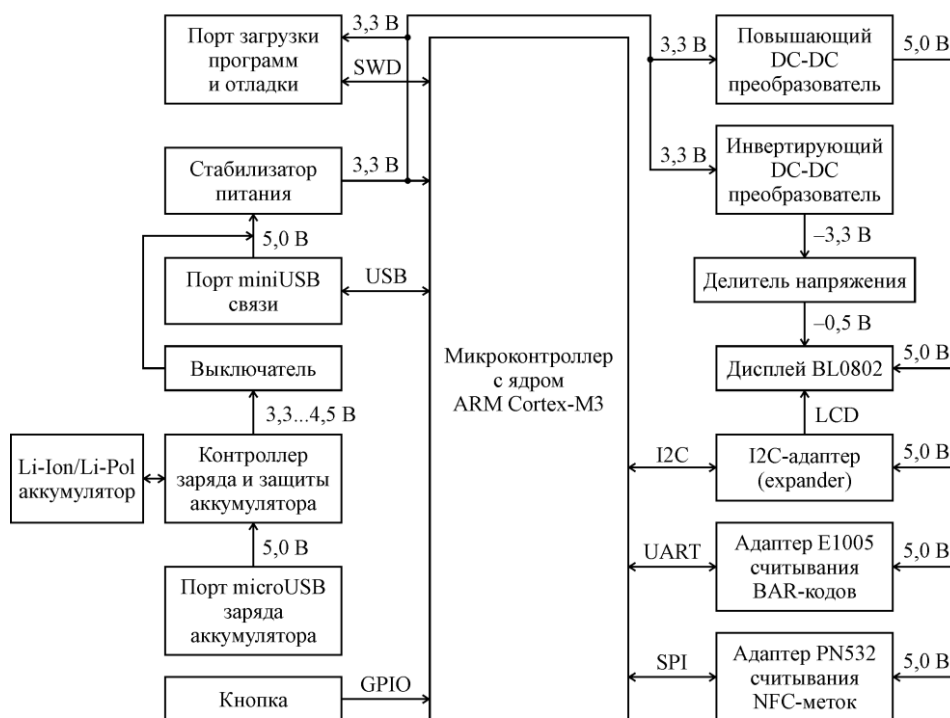 Порт загрузки
программ
и отладки
3,3 В
SWD
3,3 В
Повышающий
DC-DC
преобразователь
5,0 В
Стабилизатор
питания
3,3 В
3,3 В
Инвертирующий
DC-DC
преобразователь
5,0 В
–3,3 В
Порт miniUSB
связи
USB
Делитель напряжения
–0,5 В
Выключатель
Микроконтроллер
с ядром
ARM Cortex-M3
Дисплей BL0802
5,0 В
3,3...4,5 В
LCD
Li-Ion/Li-Pol
аккумулятор
Контроллер
заряда и защиты
аккумулятора
I2C
I2C-адаптер
(expander)
5,0 В
5,0 В
UART
Адаптер E1005
считывания
BAR-кодов
5,0 В
Порт microUSB
заряда
аккумулятора
Кнопка
GPIO
SPI
Адаптер PN532
считывания
NFC-меток
5,0 В